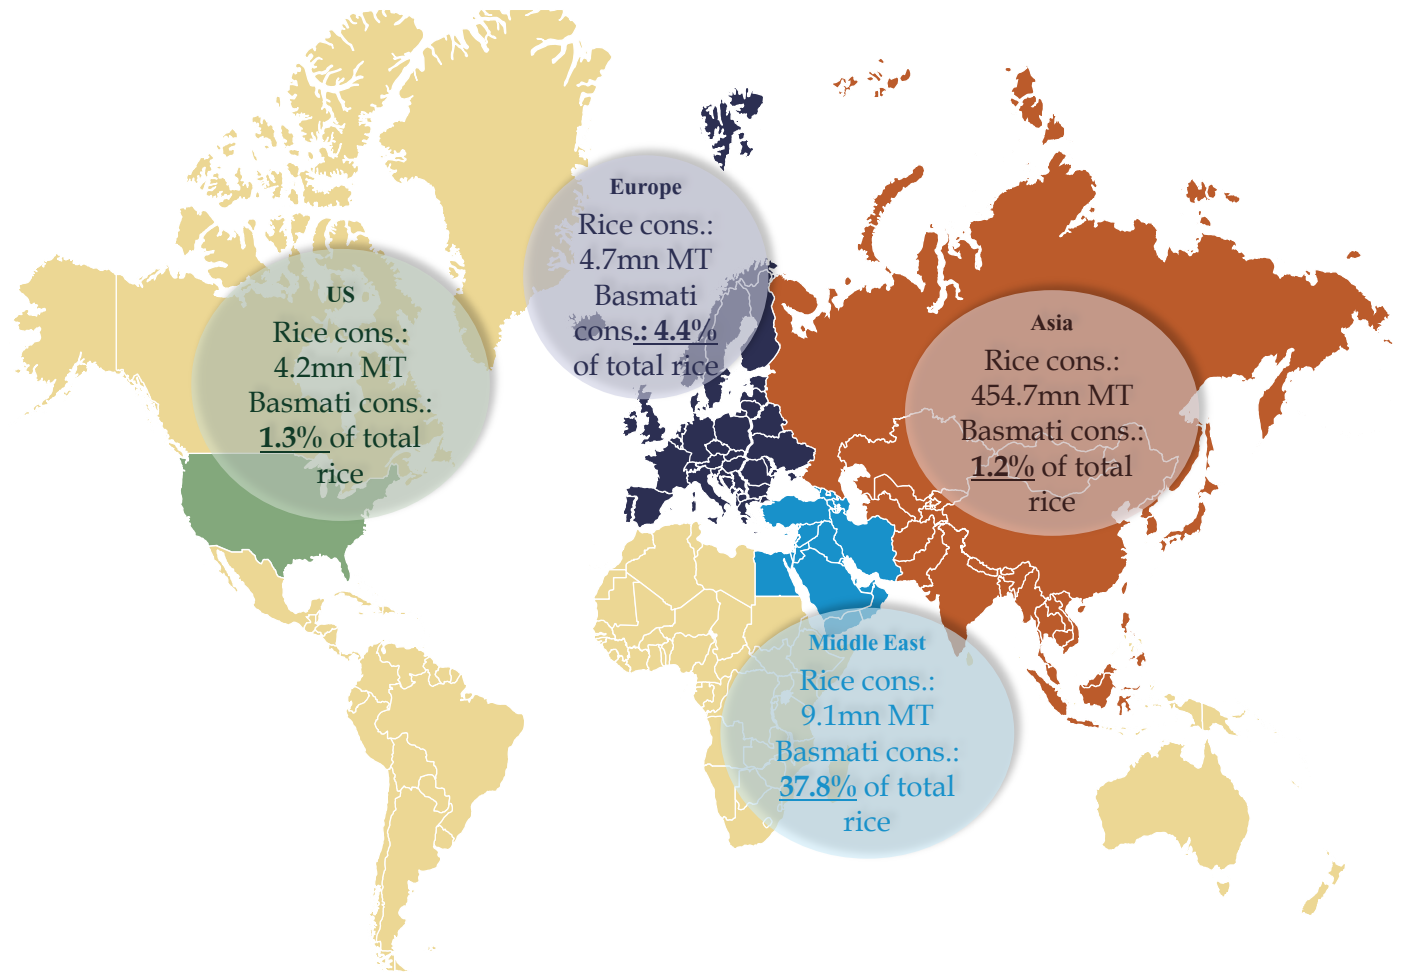 Europe
Rice cons.:
4.7mn MT
Basmati
cons.: 4.4%
of total rice
US
Rice cons.:
4.2mn MT
Basmati cons.:
1.3% of total
rice
Asia
Rice cons.:
454.7mn MT
Basmati cons.:
1.2% of total
rice
Middle East
Rice cons.:
9.1mn MT
Basmati cons.:
37.8% of total
rice